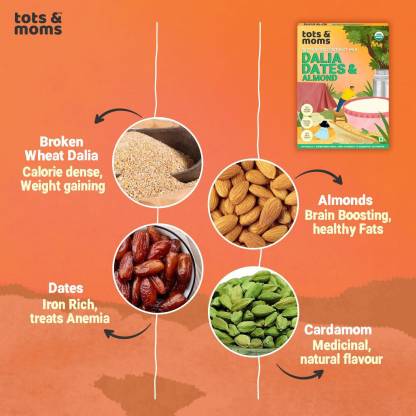 tots &
moms
tots &
moms
DALIA
DATES &
ALMOND
Broken
Wheat Dalia
Calorie dense,
Weight gaining
Almonds
Brain Boosting,
healthy Fats
Dates
Iron Rich,
treats Anemia
Cardamom
Medicinal,
natural flavour